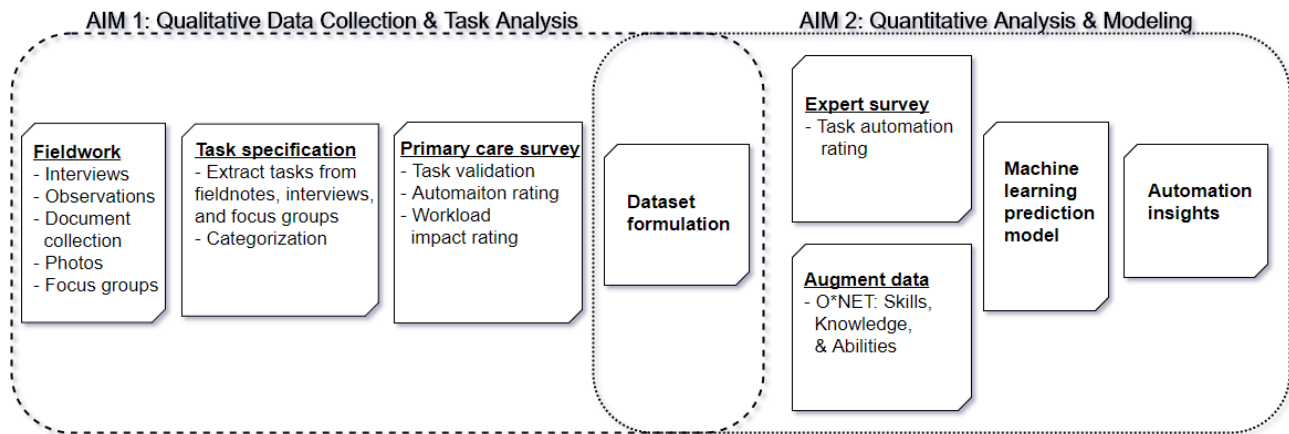 AIM 1: Qualitative Data Collection & Task Analysis
AIM 2: Quantitative Analysis & Modeling
Fieldwork
- Interviews
- Observations
- Document
collection
- Photos
- Focus groups
Task specification
- Extract tasks from
fieldnotes, interviews,
and focus groups
- Categorization
Primary care survey
- Task validation
- Automaiton rating
- Workload
impact rating
Dataset
formulation
Expert survey
- Task automation
rating
Augment data
- O*NET: Skills,
Knowledge,
& Abilities
Machine
learning
prediction
model
Automation
insights